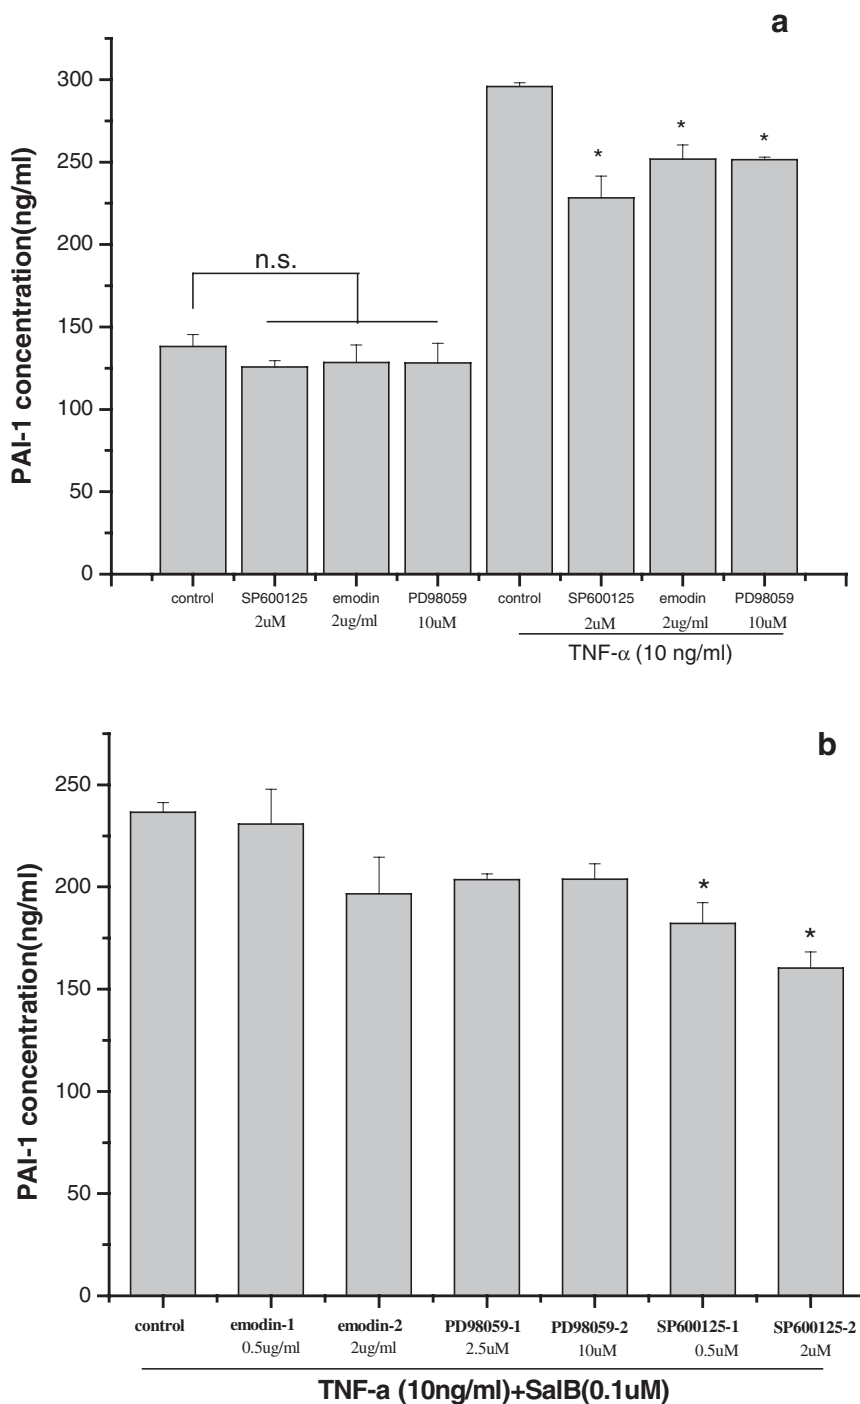 a
PAI-1 concentration(ng/ml)
300
250
200
150
100
50
0
n.s.
*
*
*
control SP600125 emodin PD98059 control SP600125 emodin PD98059
2uM 2ug/ml 10uM 2uM 2ug/ml 10uM
TNF-α (10 ng/ml)
b
PAI-1 concentration(ng/ml)
250
200
150
100
50
0
*
*
control emodin-1 emodin-2 PD98059-1 PD98059-2 SP600125-1 SP600125-2
0.5ug/ml 2ug/ml 2.5uM 10uM 0.5uM 2uM
TNF-a (10ng/ml)+SalB(0.1uM)